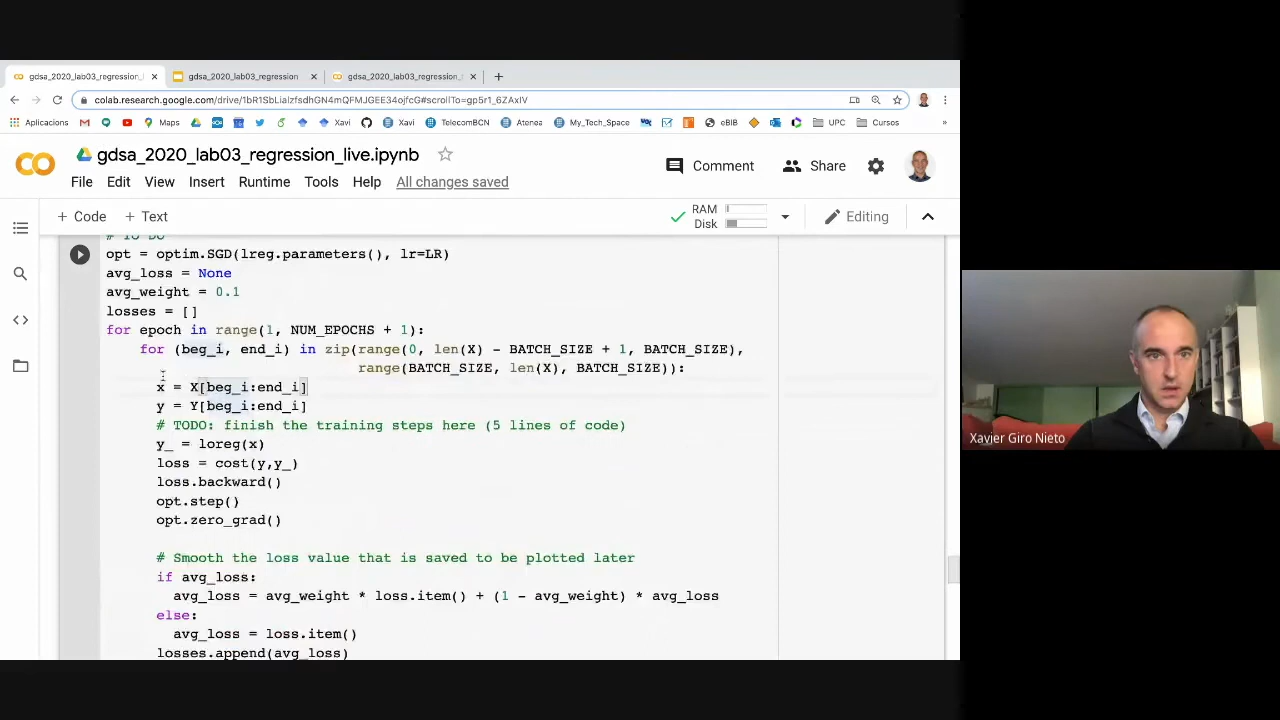 gdsa_2020_lab03_regression_l
gdsa_2020_lab03_regression
gdsa_2020_lab03_regression_
colab.research.google.com/drive/1bR1SbLialzfsdhGN4mQFMJGEE34ojfcG#scrollTo=gp5r1_6ZAxIV
Aplicacions
Maps
Xavi
Xavi
TelecomBCN
Atenea
My_Tech_Space
eBIB
UPC
Cursos
»
CO gdsa_2020_lab03_regression_live.ipynb
Comment
Share
File Edit View Insert Runtime Tools Help All changes saved
+ Code + Text
RAM
Disk
Editing
# TO DO
opt = optim.SGD(lreg.parameters(), lr=LR)
avg_loss = None
avg_weight = 0.1
losses = []
for epoch in range(1, NUM_EPOCHS + 1):
for (beg_i, end_i) in zip(range(0, len(X) - BATCH_SIZE + 1, BATCH_SIZE),
range(BATCH_SIZE, len(X), BATCH_SIZE)):
x = X[beg_i:end_i]
y = Y[beg_i:end_i]
# TODO: finish the training steps here (5 lines of code)
y_ = loreg(x)
loss = cost(y,y_)
loss.backward()
opt.step()
opt.zero_grad()
# Smooth the loss value that is saved to be plotted later
if avg_loss:
avg_loss = avg_weight * loss.item() + (1 - avg_weight) * avg_loss
else:
avg_loss = loss.item()
losses.append(avg_loss)
Xavier Giro Nieto